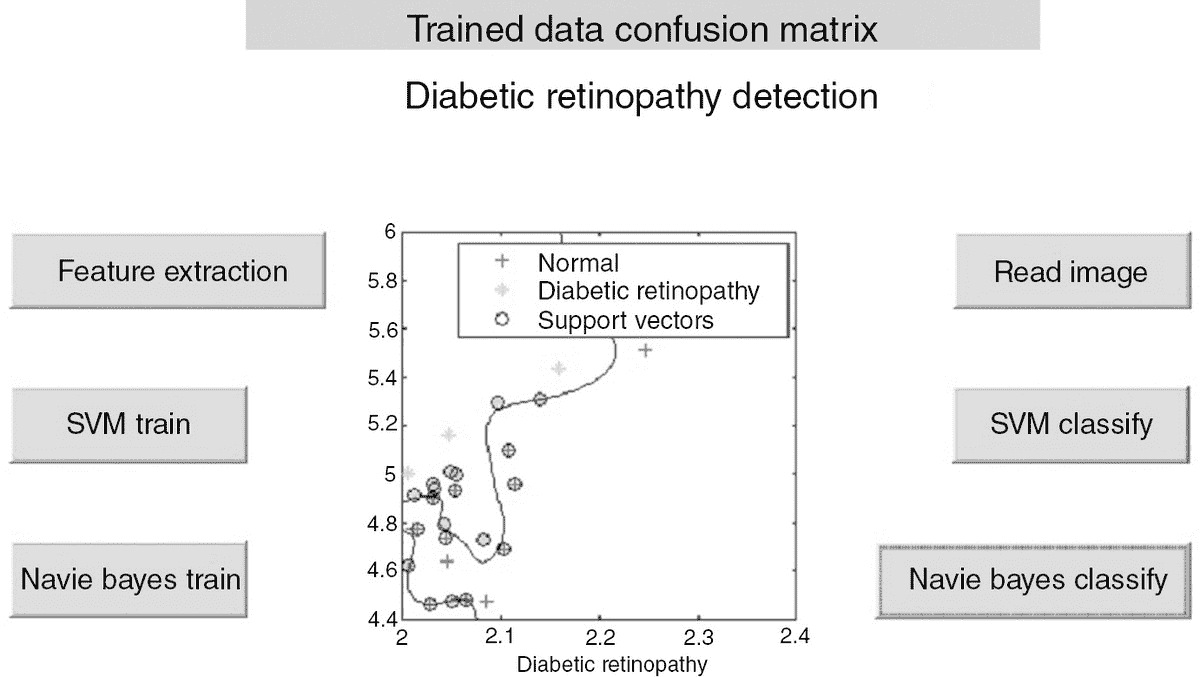 Trained data confusion matrix
Diabetic retinopathy detection
Feature extraction
SVM train
Navie bayes train
6
5.8
5.6
5.4
5.2
5
4.8
4.6
4.4
Normal
Diabetic retinopathy
Support vectors
2
2.1
2.2
2.3
2.4
Diabetic retinopathy
Read image
SVM classify
Navie bayes classify